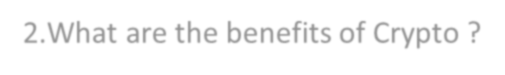 2.What are the benefits of Crypto ?